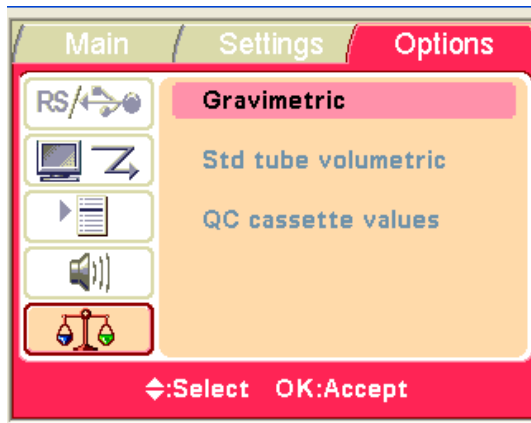 Main Settings Options
RS/
Gravimetric
Std tube volumetric
QC cassette values
:Select OK:Accept